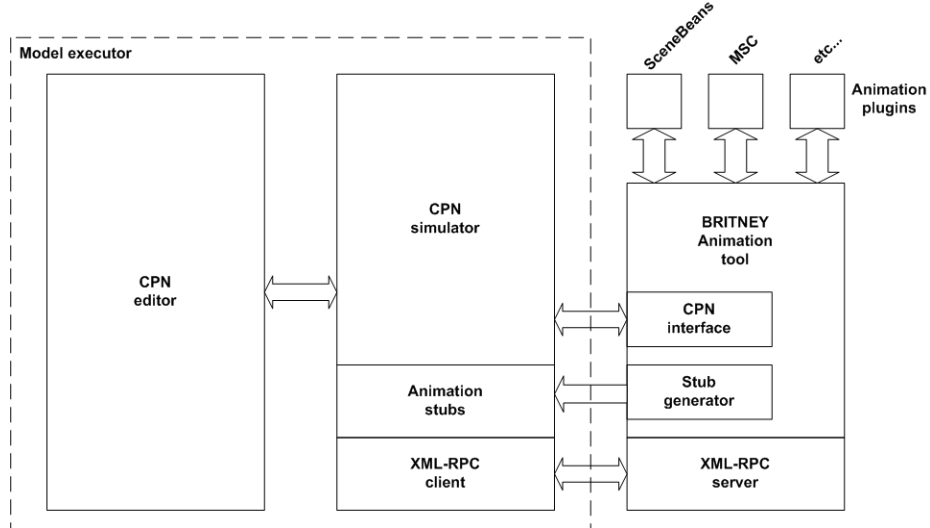 SceneBeans
MSC
etc...
Model executor
Animation
plugins
CPN
editor
CPN
simulator
BRITNEY
Animation
tool
CPN
interface
Animation
stubs
Stub
generator
XML-RPC
client
XML-RPC
server